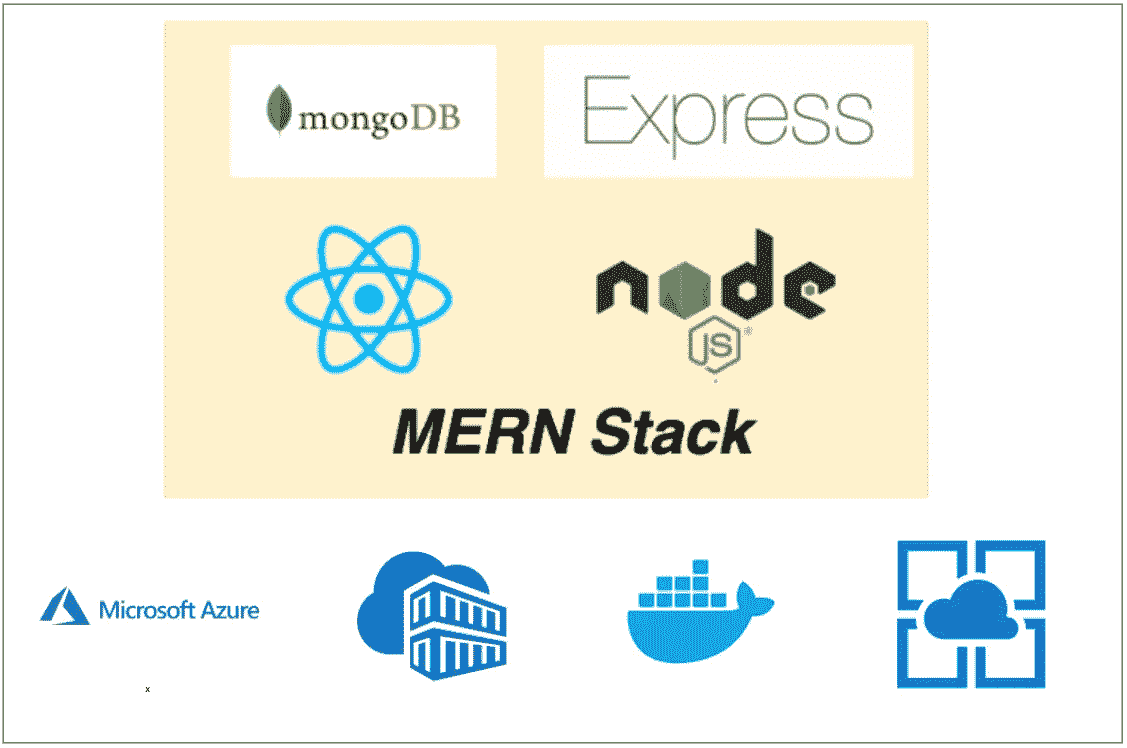 mongoDB
Express
node
JS
MERN Stack
Microsoft Azure
x